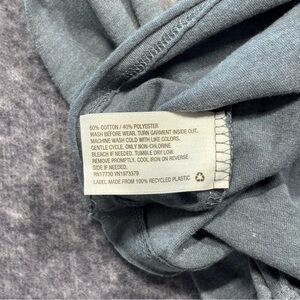 60% COTTON / 40% POLYESTER
WASH BEFORE WEAR. TURN GARMENT INSIDE OUT.
MACHINE WASH COLD WITH LIKE COLORS.
GENTLE CYCLE. ONLY NON-CHLORINE
BLEACH IF NEEDED. TUMBLE DRY LOW.
REMOVE PROMPTLY. COOL IRON ON REVERSE
SIDE IF NEEDED.
RN17730 VN1973379
LABEL MADE FROM 100% RECYCLED PLASTIC